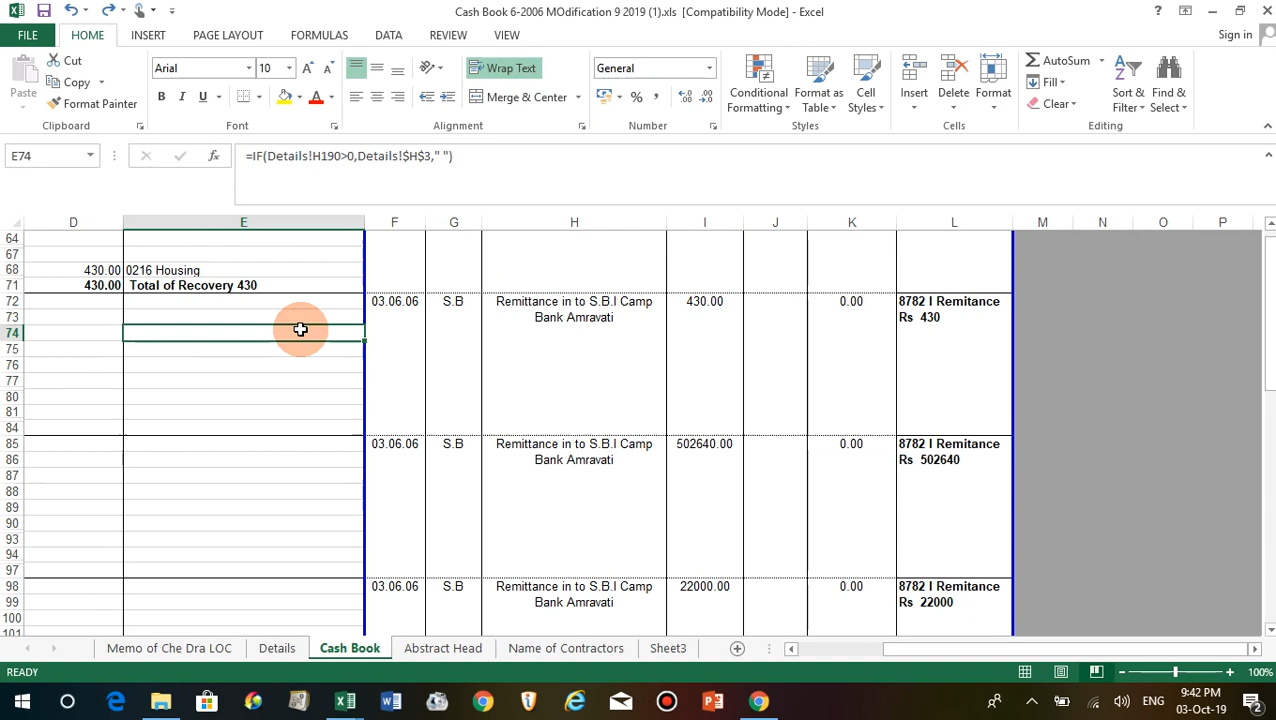 Cash Book 6-2006 MOdification 9 2019 (1).xls [Compatibility Mode] - Excel
FILE HOME INSERT PAGE LAYOUT FORMULAS DATA REVIEW VIEW Sign in
Cut
Copy
Format Painter
Paste
Clipboard
Arial 10
B I U
Font
Wrap Text
Merge & Center
Alignment
General
%
Number
Conditional Formatting
Format as Table
Cell Styles
Styles
Insert Delete Format
Cells
AutoSum
Fill
Clear
Sort & Filter
Find & Select
Editing
E74 fx =IF(Details!H190>0,Details!$H$3," ")
D E F G H I J K L M N O P
64
67
68 430.00 0216 Housing
71 430.00 Total of Recovery 430
72 03.06.06 S.B Remittance in to S.B.I Camp 430.00 0.00 8782 I Remitance
73 Bank Amravati Rs 430
74
75
76
77
80
81
84
85 03.06.06 S.B Remittance in to S.B.I Camp 502640.00 0.00 8782 I Remitance
86 Bank Amravati Rs 502640
87
88
89
90
93
94
97
98 03.06.06 S.B Remittance in to S.B.I Camp 22000.00 0.00 8782 I Remitance
99 Bank Amravati Rs 22000
100
101
Memo of Che Dra LOC Details Cash Book Abstract Head Name of Contractors Sheet3
READY 100%
ENG 9:42 PM
03-Oct-19 2